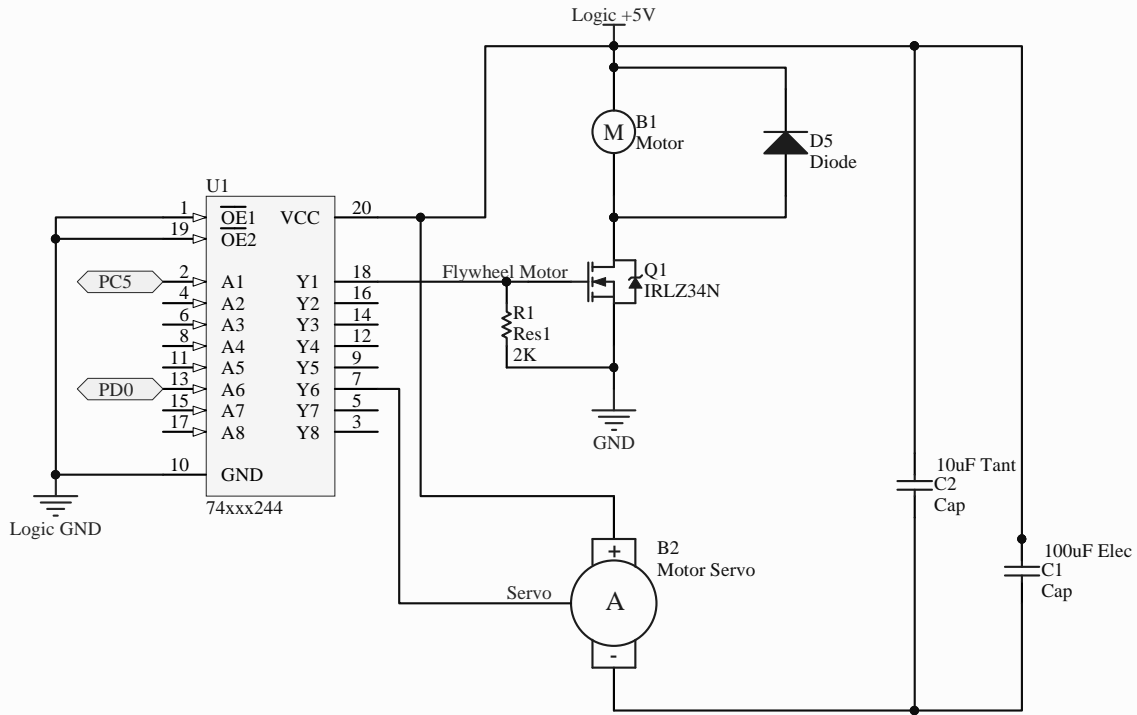 Logic +5V
M
B1
Motor
D5
Diode
U1
1
OE1
VCC
20
19
OE2
PC5
2
A1
Y1
18
Flywheel Motor
Q1
IRLZ34N
4
A2
Y2
16
6
A3
Y3
14
R1
Res1
2K
8
A4
Y4
12
11
A5
Y5
9
PD0
13
A6
Y6
7
15
A7
Y7
5
17
A8
Y8
3
GND
10
GND
74xxx244
Logic GND
10uF Tant
C2
Cap
100uF Elec
C1
Cap
B2
Motor Servo
+
Servo
A
-